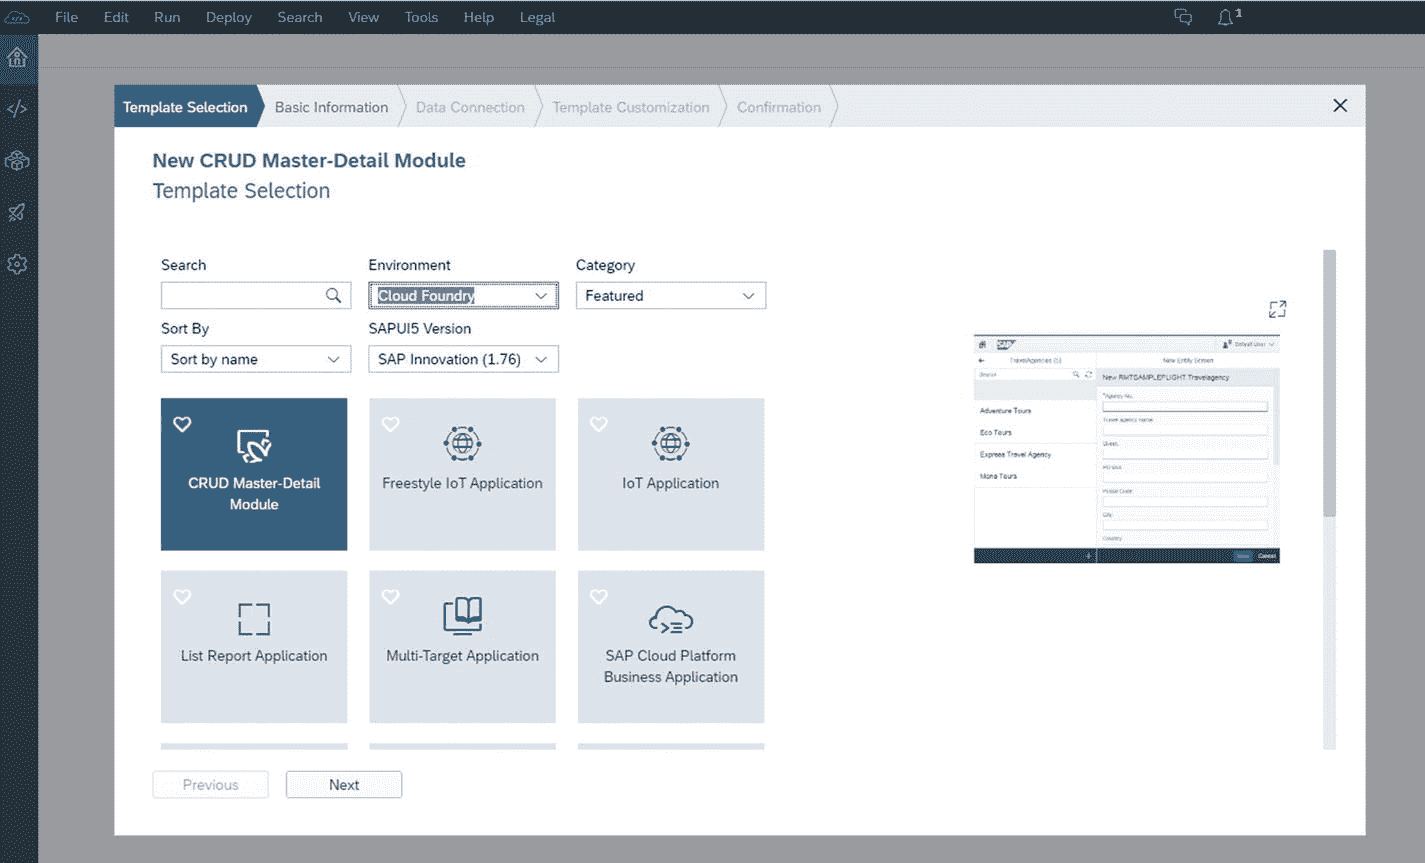 File Edit Run Deploy Search View Tools Help Legal 1
Template Selection Basic Information Data Connection Template Customization Confirmation
New CRUD Master-Detail Module
Template Selection
Search Environment Category
Cloud Foundry Featured
Sort By SAPUI5 Version
Sort by name SAP Innovation (1.76)
CRUD Master-Detail
Module
Freestyle IoT Application
IoT Application
List Report Application
Multi-Target Application
SAP Cloud Platform
Business Application
Previous Next
SAP Default User
TravelAgencies (5) New Entity Screen
Search New RMTSAMPLEFLIGHT Travelagency
*Agency No.:
Adventure Tours
Travel agency name:
Eco Tours
Street:
Express Travel Agency
Mona Tours
Postal Code:
City:
Country:
Cancel